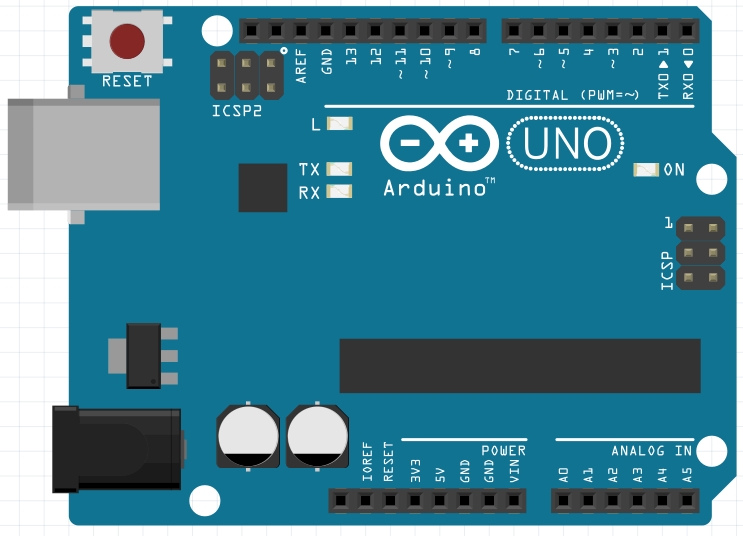 RESET
ICSP2
AREF
GND
13
12
~11
~10
~9
8
7
~6
~5
4
~3
2
TX0▶1
RX0◀0
DIGITAL (PWM=~)
L
TX
RX
Arduino™
UNO
ON
1
ICSP
IOREF
RESET
3V3
5V
GND
GND
VIN
POWER
ANALOG IN
A0
A1
A2
A3
A4
A5